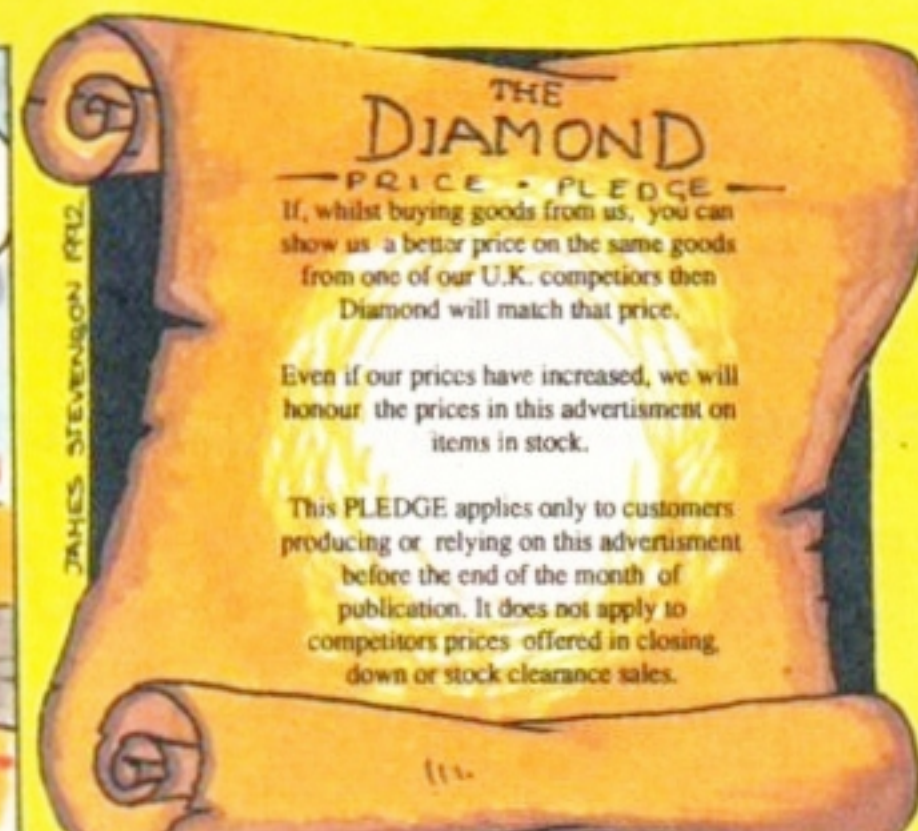 THE
DIAMOND
PRICE • PLEDGE
If, whilst buying goods from us, you can
show us a bettor price on the same goods
from one of our U.K. competiors then
Diamond will match that price.
Even if our prices have increased, we will
honour the prices in this advertisment on
items in stock.
This PLEDGE applies only to customers
producing or relying on this advertisment
before the end of the month of
publication. It does not apply to
competitors prices offered in closing,
down or stock clearance sales.
JAMES STEVENSON 1992